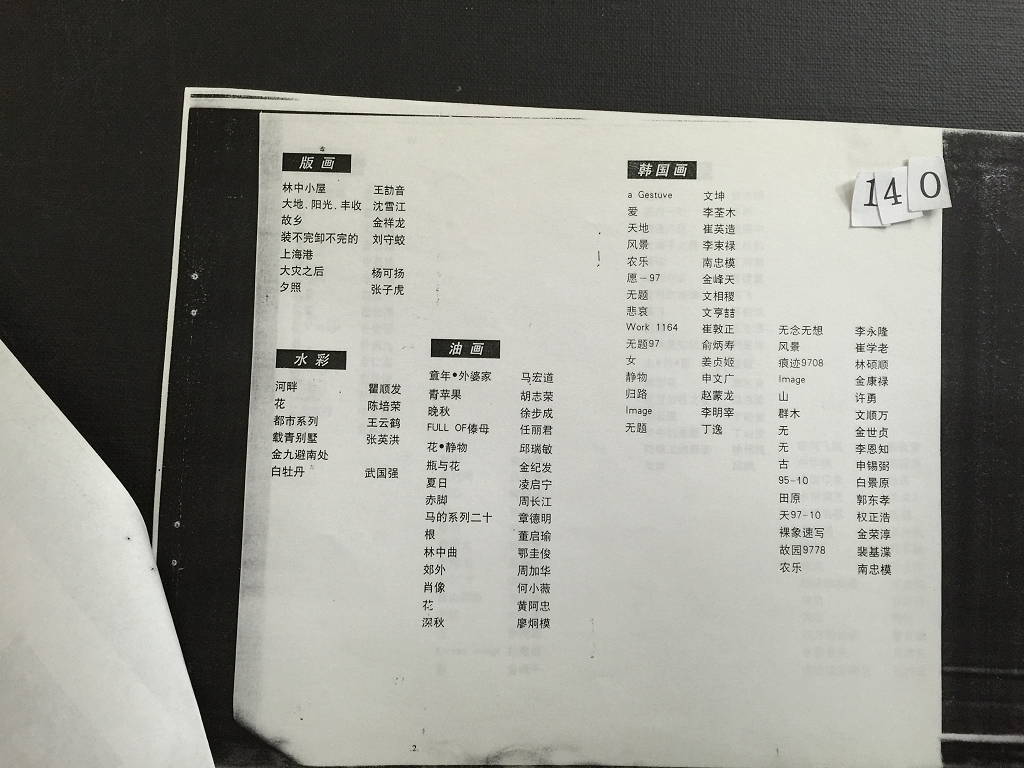 版画
林中小屋 王劼音
大地、阳光、丰收 沈雪江
故乡 金祥龙
装不完卸不完的 刘守蛟
上海港
大灾之后 杨可扬
夕照 张子虎
水彩
河畔 瞿顺发
花 陈培荣
都市系列 王云鹤
载青别墅 张英洪
金九避南处
白牡丹 武国强
油画
童年•外婆家 马宏道
青苹果 胡志荣
晚秋 徐步成
FULL OF傣母 任丽君
花•静物 邱瑞敏
瓶与花 金纪发
夏日 凌启宁
赤脚 周长江
马的系列二十 章德明
根 董启瑜
林中曲 鄂圭俊
郊外 周加华
肖像 何小薇
花 黄阿忠
深秋 廖炯模
韩国画
a Gestuve 文坤
爱 李荃木
天地 崔英造
风景 李束禄
农乐 南忠模
愿－97 金峰天
无题 文相稷
悲哀 文亨喆
Work 1164 崔敦正
无题97 俞炳寿
女 姜贞姬
静物 申文广
归路 赵蒙龙
Image 李明宰
无题 丁逸
无念无想 李永隆
风景 崔学老
痕迹9708 林硕顺
Image 金康禄
山 许勇
群木 文顺万
无 金世贞
无 李恩知
古 申锡弼
95-10 白景原
田原 郭东孝
天97-10 权正浩
裸象速写 金荣淳
故园9778 裴基渫
农乐 南忠模
140
.2.